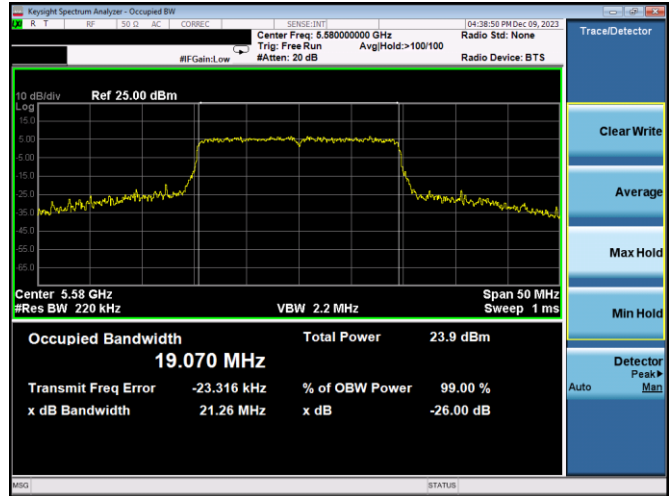 Keysight Spectrum Analyzer - Occupied BW
LXI R T RF 50 Ω AC CORREC SENSE:INT 04:38:50 PM Dec 09, 2023
Center Freq: 5.580000000 GHz Radio Std: None
Trig: Free Run Avg|Hold:>100/100
#IFGain:Low #Atten: 20 dB Radio Device: BTS
Trace/Detector
10 dB/div Ref 25.00 dBm
Log
15.0
5.00
-5.00
-15.0
-25.0
-35.0
-45.0
-55.0
-65.0
Center 5.58 GHz Span 50 MHz
#Res BW 220 kHz VBW 2.2 MHz Sweep 1 ms
Occupied Bandwidth Total Power 23.9 dBm
19.070 MHz
Transmit Freq Error -23.316 kHz % of OBW Power 99.00 %
x dB Bandwidth 21.26 MHz x dB -26.00 dB
Clear Write
Average
Max Hold
Min Hold
Detector
Peak▶
Auto Man
MSG STATUS